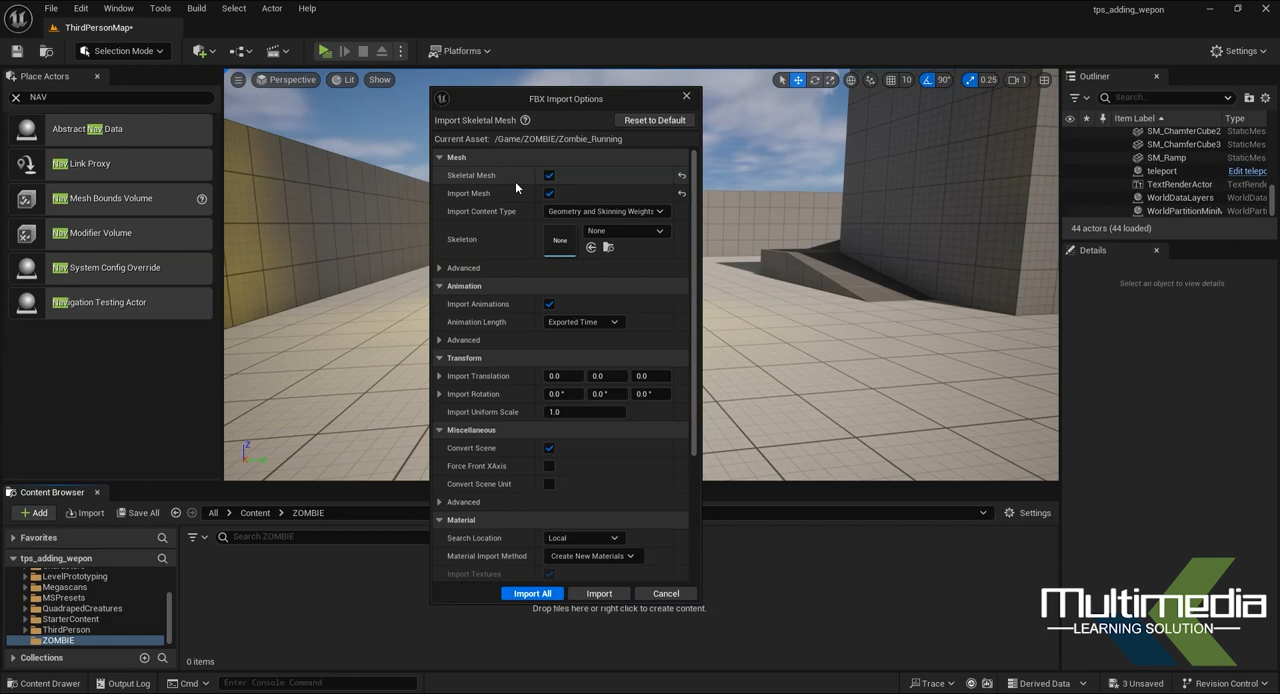 File Edit Window Tools Build Select Actor Help
tps_adding_wepon
ThirdPersonMap•
Selection Mode
Platforms
Settings
Place Actors
NAV
Abstract Nav Data
Nav Link Proxy
Nav Mesh Bounds Volume
Nav Modifier Volume
Nav System Config Override
Navigation Testing Actor
Perspective
Lit
Show
10
90°
0.25
1
FBX Import Options
Import Skeletal Mesh
Reset to Default
Current Asset: /Game/ZOMBIE/Zombie_Running
Mesh
Skeletal Mesh
Import Mesh
Import Content Type Geometry and Skinning Weights
Skeleton None None
Advanced
Animation
Import Animations
Animation Length Exported Time
Advanced
Transform
Import Translation 0.0 0.0 0.0
Import Rotation 0.0 ° 0.0 ° 0.0 °
Import Uniform Scale 1.0
Miscellaneous
Convert Scene
Force Front XAxis
Convert Scene Unit
Advanced
Material
Search Location Local
Material Import Method Create New Materials
Import Textures
Import All Import Cancel
Outliner
Search...
Item Label Type
SM_ChamferCube2 StaticMes
SM_ChamferCube3 StaticMes
SM_Ramp StaticMes
teleport Edit telepo
TextRenderActor TextRende
WorldDataLayers WorldData
WorldPartitionMini WorldParti
44 actors (44 loaded)
Details
Select an object to view details.
Content Browser
Add Import Save All All Content ZOMBIE Settings
Favorites
Search ZOMBIE
tps_adding_wepon
LevelPrototyping
Megascans
MSPresets
QuadrapedCreatures
StarterContent
ThirdPerson
ZOMBIE
Drop files here or right click to create content.
Collections
0 items
Multimedia
LEARNING SOLUTION
Content Drawer Output Log Cmd Enter Console Command Trace Derived Data 3 Unsaved Revision Control